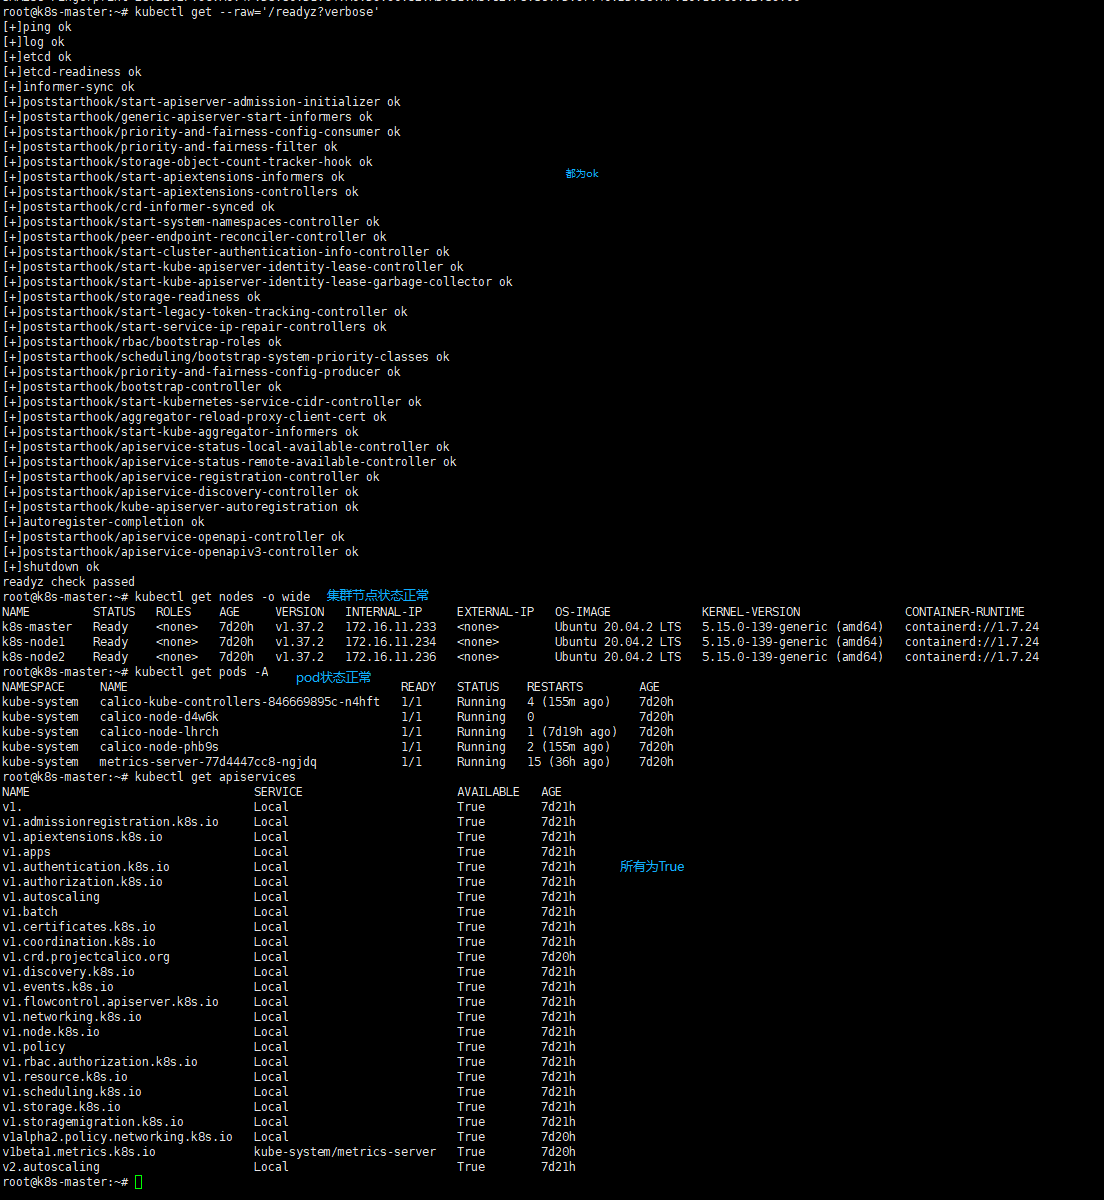 root@k8s-master:~# kubectl get --raw='/readyz?verbose'
[+]ping ok
[+]log ok
[+]etcd ok
[+]etcd-readiness ok
[+]informer-sync ok
[+]poststarthook/start-apiserver-admission-initializer ok
[+]poststarthook/generic-apiserver-start-informers ok
[+]poststarthook/priority-and-fairness-config-consumer ok
[+]poststarthook/priority-and-fairness-filter ok
[+]poststarthook/storage-object-count-tracker-hook ok
[+]poststarthook/start-apiextensions-informers ok 都为ok
[+]poststarthook/start-apiextensions-controllers ok
[+]poststarthook/crd-informer-synced ok
[+]poststarthook/start-system-namespaces-controller ok
[+]poststarthook/peer-endpoint-reconciler-controller ok
[+]poststarthook/start-cluster-authentication-info-controller ok
[+]poststarthook/start-kube-apiserver-identity-lease-controller ok
[+]poststarthook/start-kube-apiserver-identity-lease-garbage-collector ok
[+]poststarthook/storage-readiness ok
[+]poststarthook/start-legacy-token-tracking-controller ok
[+]poststarthook/start-service-ip-repair-controllers ok
[+]poststarthook/rbac/bootstrap-roles ok
[+]poststarthook/scheduling/bootstrap-system-priority-classes ok
[+]poststarthook/priority-and-fairness-config-producer ok
[+]poststarthook/bootstrap-controller ok
[+]poststarthook/start-kubernetes-service-cidr-controller ok
[+]poststarthook/aggregator-reload-proxy-client-cert ok
[+]poststarthook/start-kube-aggregator-informers ok
[+]poststarthook/apiservice-status-local-available-controller ok
[+]poststarthook/apiservice-status-remote-available-controller ok
[+]poststarthook/apiservice-registration-controller ok
[+]poststarthook/apiservice-discovery-controller ok
[+]poststarthook/kube-apiserver-autoregistration ok
[+]autoregister-completion ok
[+]poststarthook/apiservice-openapi-controller ok
[+]poststarthook/apiservice-openapiv3-controller ok
[+]shutdown ok
readyz check passed
root@k8s-master:~# kubectl get nodes -o wide 集群节点状态正常
NAME STATUS ROLES AGE VERSION INTERNAL-IP EXTERNAL-IP OS-IMAGE KERNEL-VERSION CONTAINER-RUNTIME
k8s-master Ready <none> 7d20h v1.37.2 172.16.11.233 <none> Ubuntu 20.04.2 LTS 5.15.0-139-generic (amd64) containerd://1.7.24
k8s-node1 Ready <none> 7d20h v1.37.2 172.16.11.234 <none> Ubuntu 20.04.2 LTS 5.15.0-139-generic (amd64) containerd://1.7.24
k8s-node2 Ready <none> 7d20h v1.37.2 172.16.11.236 <none> Ubuntu 20.04.2 LTS 5.15.0-139-generic (amd64) containerd://1.7.24
root@k8s-master:~# kubectl get pods -A pod状态正常
NAMESPACE NAME READY STATUS RESTARTS AGE
kube-system calico-kube-controllers-846669895c-n4hft 1/1 Running 4 (155m ago) 7d20h
kube-system calico-node-d4w6k 1/1 Running 0 7d20h
kube-system calico-node-lhrch 1/1 Running 1 (7d19h ago) 7d20h
kube-system calico-node-phb9s 1/1 Running 2 (155m ago) 7d20h
kube-system metrics-server-77d4447cc8-ngjdq 1/1 Running 15 (36h ago) 7d20h
root@k8s-master:~# kubectl get apiservices
NAME SERVICE AVAILABLE AGE
v1. Local True 7d21h
v1.admissionregistration.k8s.io Local True 7d21h
v1.apiextensions.k8s.io Local True 7d21h
v1.apps Local True 7d21h
v1.authentication.k8s.io Local True 7d21h 所有为True
v1.authorization.k8s.io Local True 7d21h
v1.autoscaling Local True 7d21h
v1.batch Local True 7d21h
v1.certificates.k8s.io Local True 7d21h
v1.coordination.k8s.io Local True 7d21h
v1.crd.projectcalico.org Local True 7d20h
v1.discovery.k8s.io Local True 7d21h
v1.events.k8s.io Local True 7d21h
v1.flowcontrol.apiserver.k8s.io Local True 7d21h
v1.networking.k8s.io Local True 7d21h
v1.node.k8s.io Local True 7d21h
v1.policy Local True 7d21h
v1.rbac.authorization.k8s.io Local True 7d21h
v1.resource.k8s.io Local True 7d21h
v1.scheduling.k8s.io Local True 7d21h
v1.storage.k8s.io Local True 7d21h
v1.storagemigration.k8s.io Local True 7d21h
v1alpha2.policy.networking.k8s.io Local True 7d20h
v1beta1.metrics.k8s.io kube-system/metrics-server True 7d20h
v2.autoscaling Local True 7d21h
root@k8s-master:~#